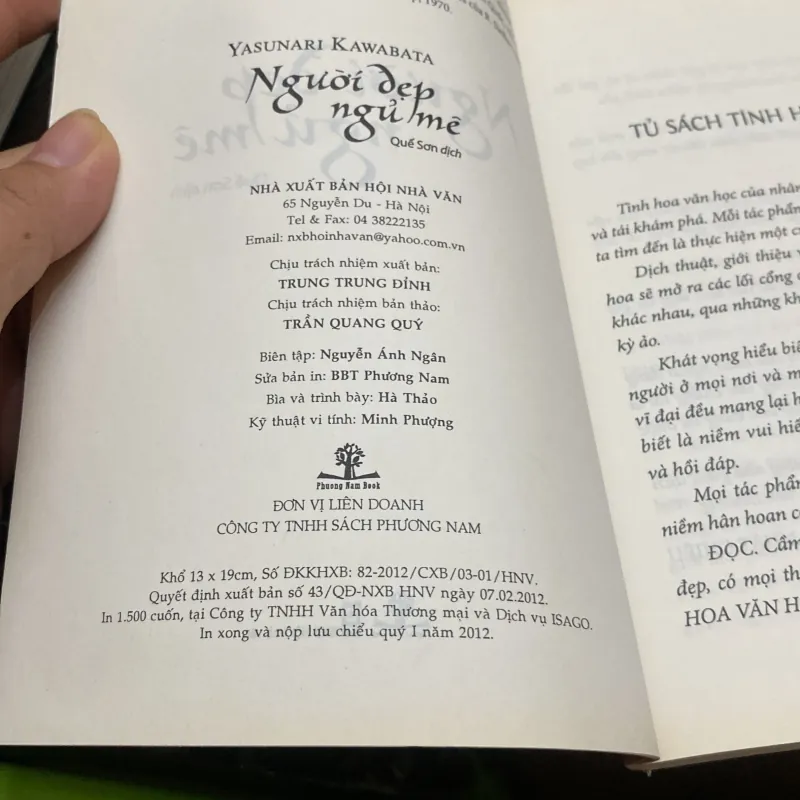 1970.
YASUNARI KAWABATA
Người đẹp
ngủ mê
Quế Sơn dịch
NHÀ XUẤT BẢN HỘI NHÀ VĂN
65 Nguyễn Du - Hà Nội
Tel & Fax: 04 38222135
Email: nxbhoinhavan@yahoo.com.vn
Chịu trách nhiệm xuất bản:
TRUNG TRUNG ĐỈNH
Chịu trách nhiệm bản thảo:
TRẦN QUANG QUÝ
Biên tập: Nguyễn Ánh Ngân
Sửa bản in: BBT Phương Nam
Bìa và trình bày: Hà Thảo
Kỹ thuật vi tính: Minh Phượng
Phuong Nam Book
ĐƠN VỊ LIÊN DOANH
CÔNG TY TNHH SÁCH PHƯƠNG NAM
Khổ 13 x 19cm, Số ĐKKHXB: 82-2012/CXB/03-01/HNV.
Quyết định xuất bản số 43/QĐ-NXB HNV ngày 07.02.2012.
In 1.500 cuốn, tại Công ty TNHH Văn hóa Thương mại và Dịch vụ ISAGO.
In xong và nộp lưu chiểu quý I năm 2012.
TỦ SÁCH TINH H
Tinh hoa văn học của nhân
và tái khám phá. Mỗi tác phẩm
ta tìm đến là thực hiện một c
Dịch thuật, giới thiệu
hoa sẽ mở ra các lối cổng
khác nhau, qua những kh
kỳ ảo.
Khát vọng hiểu biế
người ở mọi nơi và m
vĩ đại đều mang lại h
biết là niềm vui hiế
và hồi đáp.
Mọi tác phẩm
niềm hân hoan c
ĐỌC. Cầm
đẹp, có mọi th
HOA VĂN H